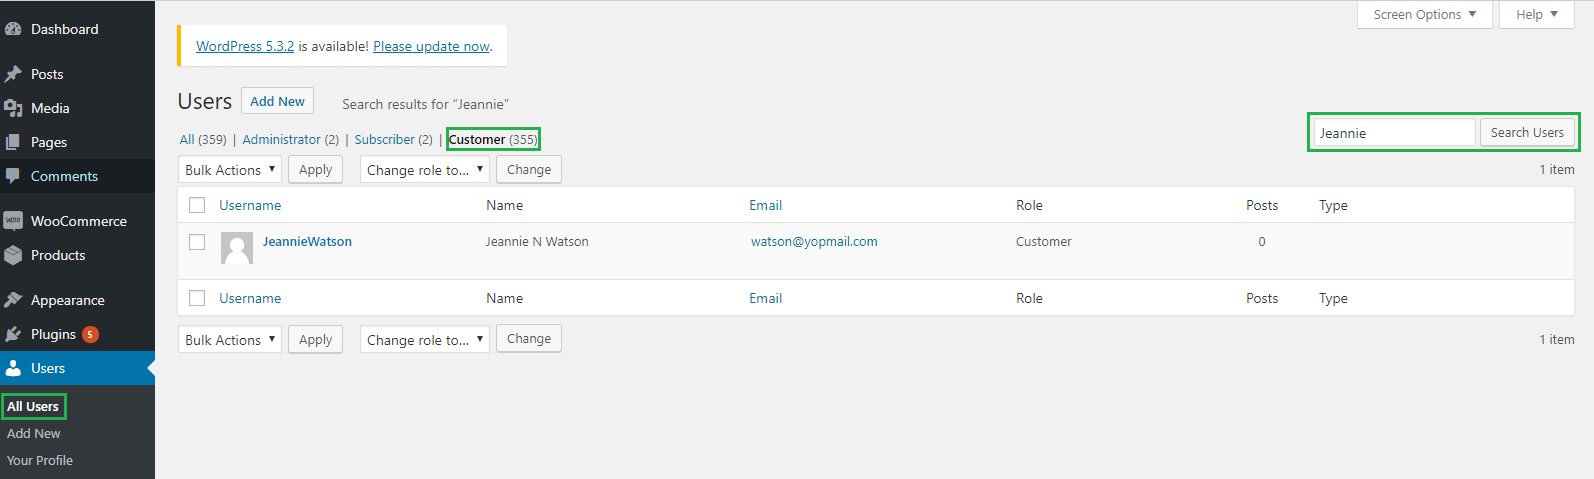 Dashboard
Posts
Media
Pages
Comments
WOO WooCommerce
Products
Appearance
Plugins 5
Users
All Users
Add New
Your Profile
Screen Options ▼ Help ▼
WordPress 5.3.2 is available! Please update now.
Users Add New Search results for “Jeannie”
All (359) | Administrator (2) | Subscriber (2) | Customer (355)
Jeannie Search Users
Bulk Actions ▼ Apply Change role to... ▼ Change 1 item
Username Name Email Role Posts Type
JeannieWatson Jeannie N Watson watson@yopmail.com Customer 0
Username Name Email Role Posts Type
Bulk Actions ▼ Apply Change role to... ▼ Change 1 item